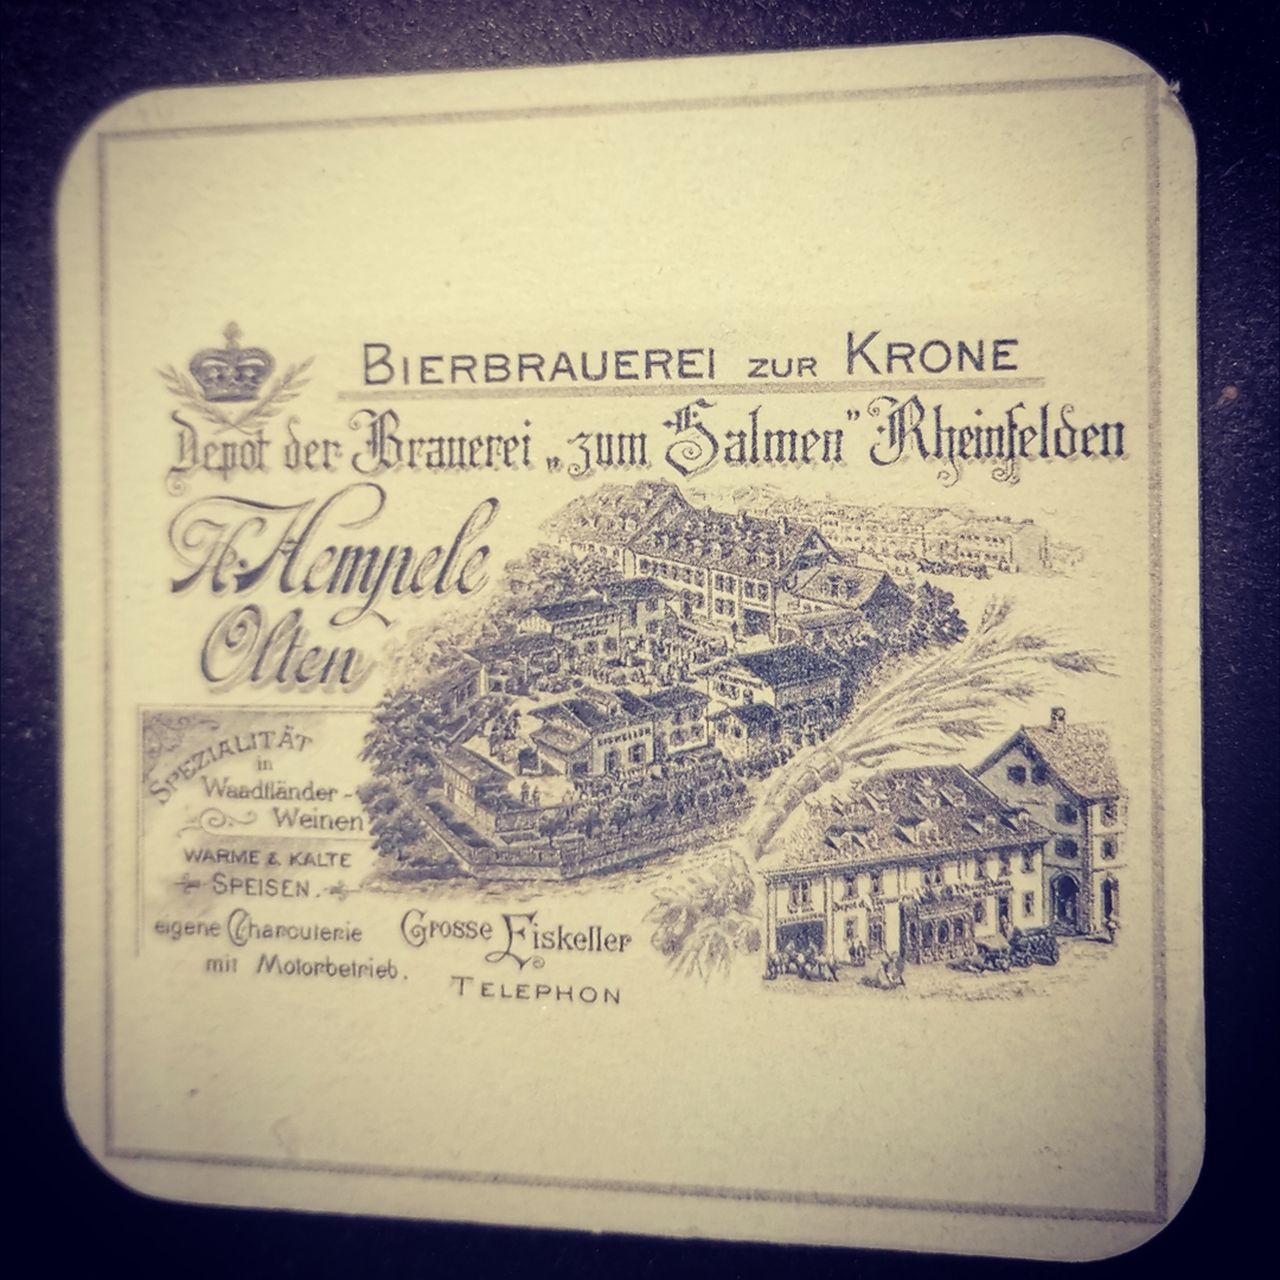 BIERBRAUEREI ZUR KRONE
Depot der Brauerei „zum Salmen” Rheinfelden
A. Hempele
Olten
SPEZIALITÄT
in
Waadtländer-
Weinen
WARME & KALTE
SPEISEN.
eigene Charcuterie
mit Motorbetrieb.
Grosse Eiskeller
TELEPHON
EISKELLER